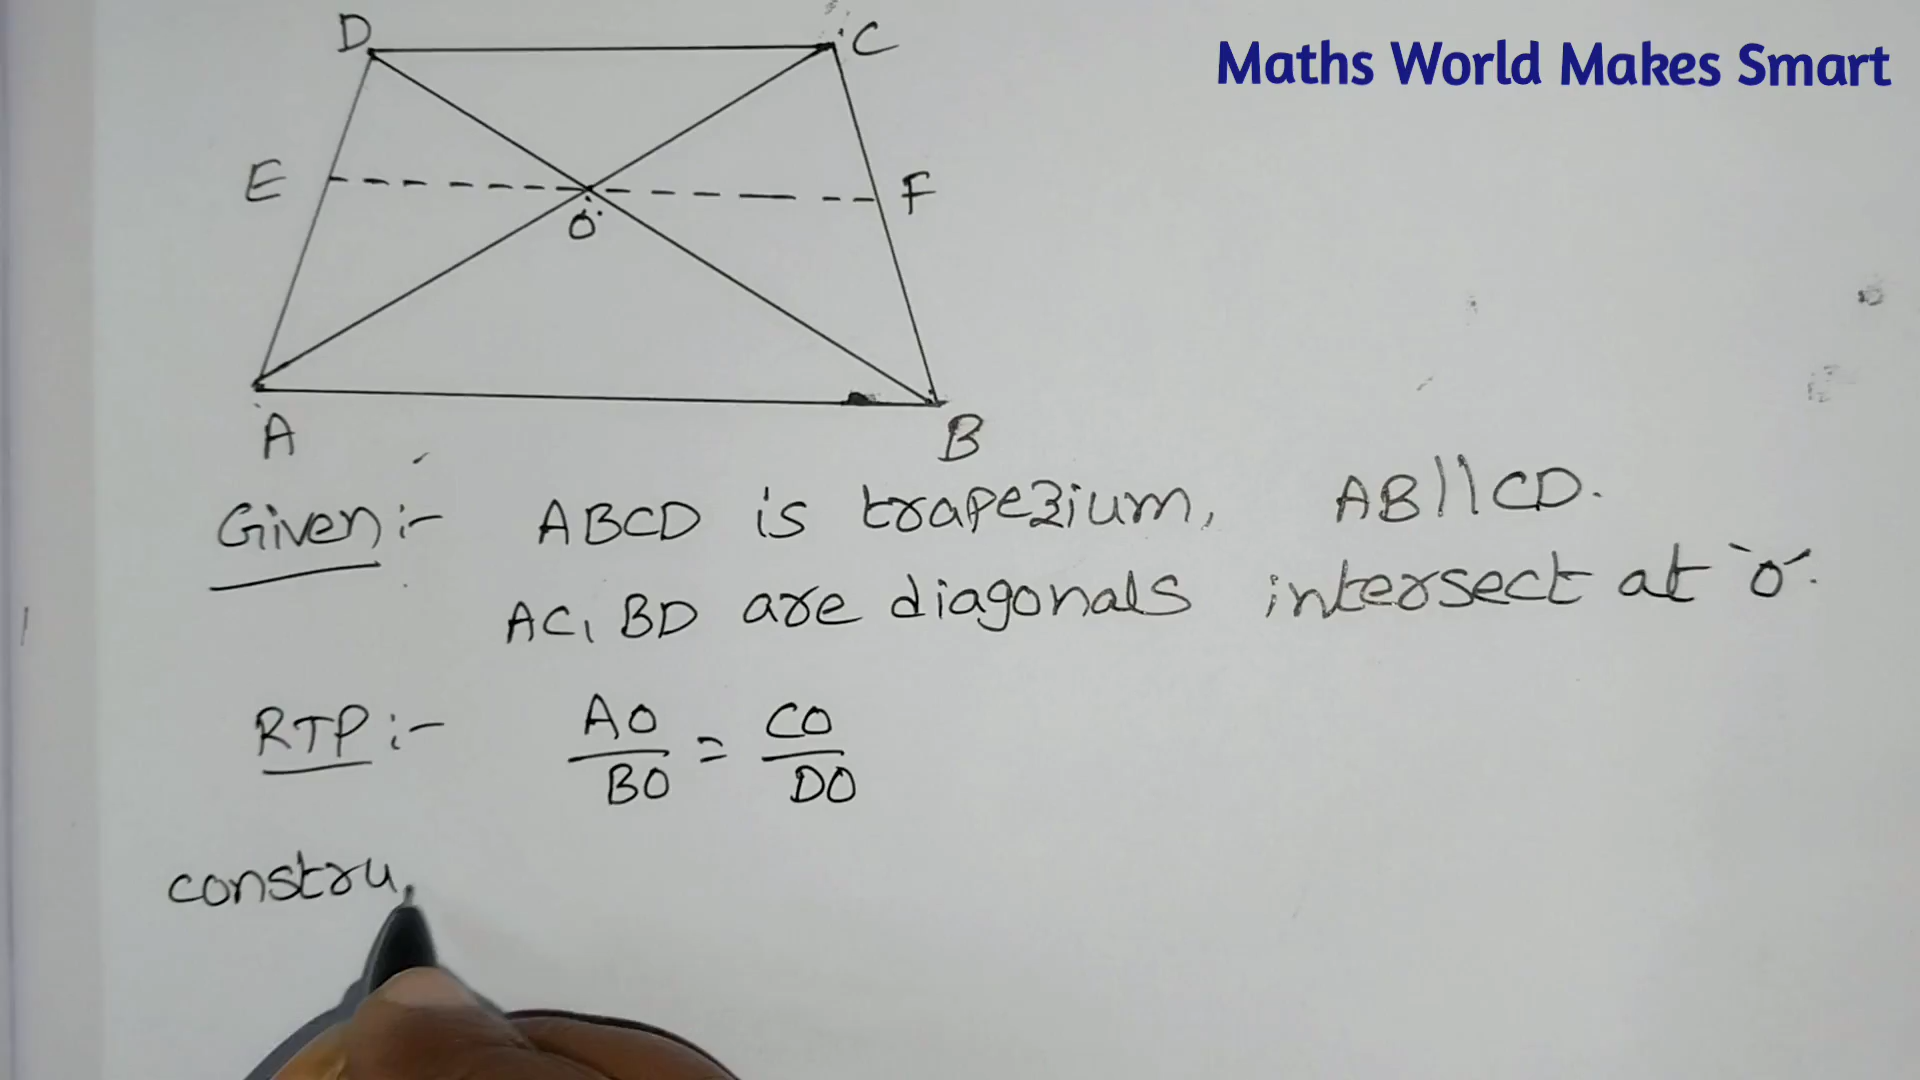 D C
Maths World Makes Smart
E F
O
A B
Given:- ABCD is trapezium, AB||CD.
AC, BD are diagonals intersect at 'O'.
RTP:- AO/BO = CO/DO
constru